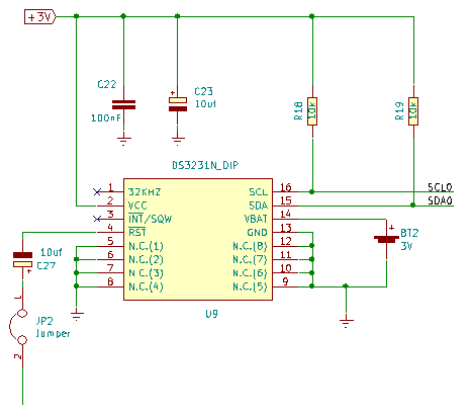 +3V
C22
100nF
C23
10uf
R18
10k
R19
10k
DS3231N_DIP
1 32KHZ SCL 16
2 VCC SDA 15
3 INT/SQW VBAT 14
4 RST GND 13
5 N.C.(1) N.C.(8) 12
6 N.C.(2) N.C.(7) 11
7 N.C.(3) N.C.(6) 10
8 N.C.(4) N.C.(5) 9
U9
SCL0
SDA0
BT2
3V
10uf
C27
1
JP2
Jumper
2